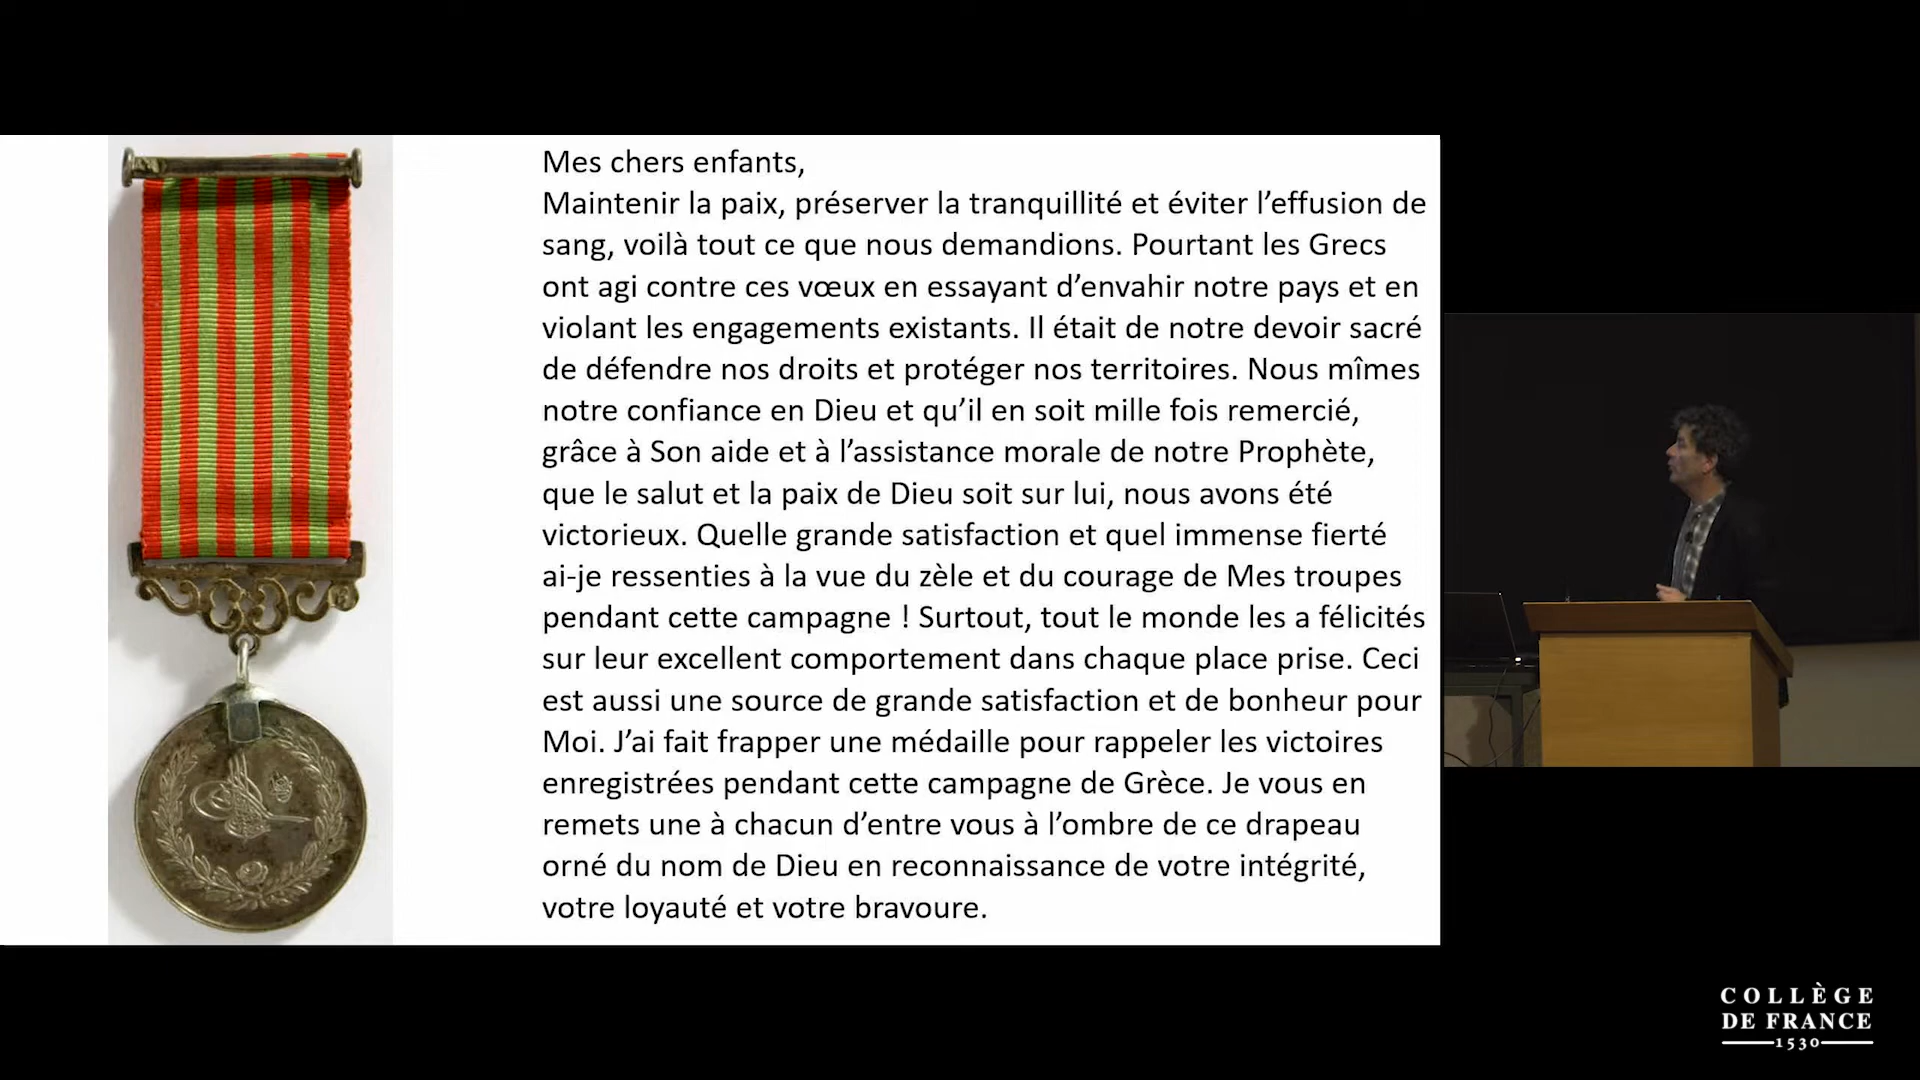 Mes chers enfants,
Maintenir la paix, préserver la tranquillité et éviter l’effusion de
sang, voilà tout ce que nous demandions. Pourtant les Grecs
ont agi contre ces vœux en essayant d’envahir notre pays et en
violant les engagements existants. Il était de notre devoir sacré
de défendre nos droits et protéger nos territoires. Nous mîmes
notre confiance en Dieu et qu’il en soit mille fois remercié,
grâce à Son aide et à l’assistance morale de notre Prophète,
que le salut et la paix de Dieu soit sur lui, nous avons été
victorieux. Quelle grande satisfaction et quel immense fierté
ai-je ressenties à la vue du zèle et du courage de Mes troupes
pendant cette campagne ! Surtout, tout le monde les a félicités
sur leur excellent comportement dans chaque place prise. Ceci
est aussi une source de grande satisfaction et de bonheur pour
Moi. J’ai fait frapper une médaille pour rappeler les victoires
enregistrées pendant cette campagne de Grèce. Je vous en
remets une à chacun d’entre vous à l’ombre de ce drapeau
orné du nom de Dieu en reconnaissance de votre intégrité,
votre loyauté et votre bravoure.
COLLÈGE
DE FRANCE
1530